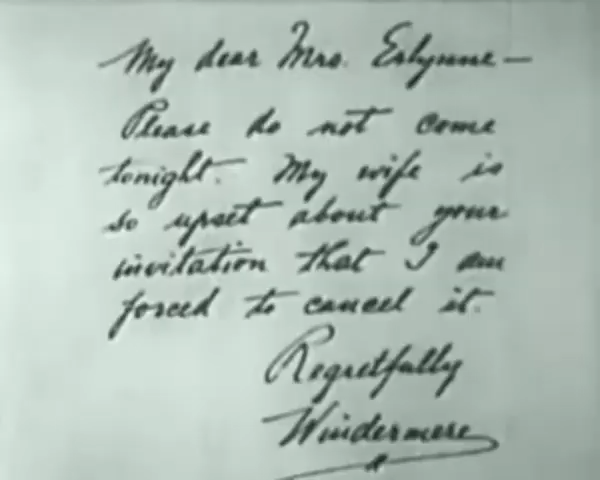 My dear Mrs. Erlynne —
Please do not come
tonight. My wife is
so upset about your
invitation that I am
forced to cancel it.
Regretfully
Windermere